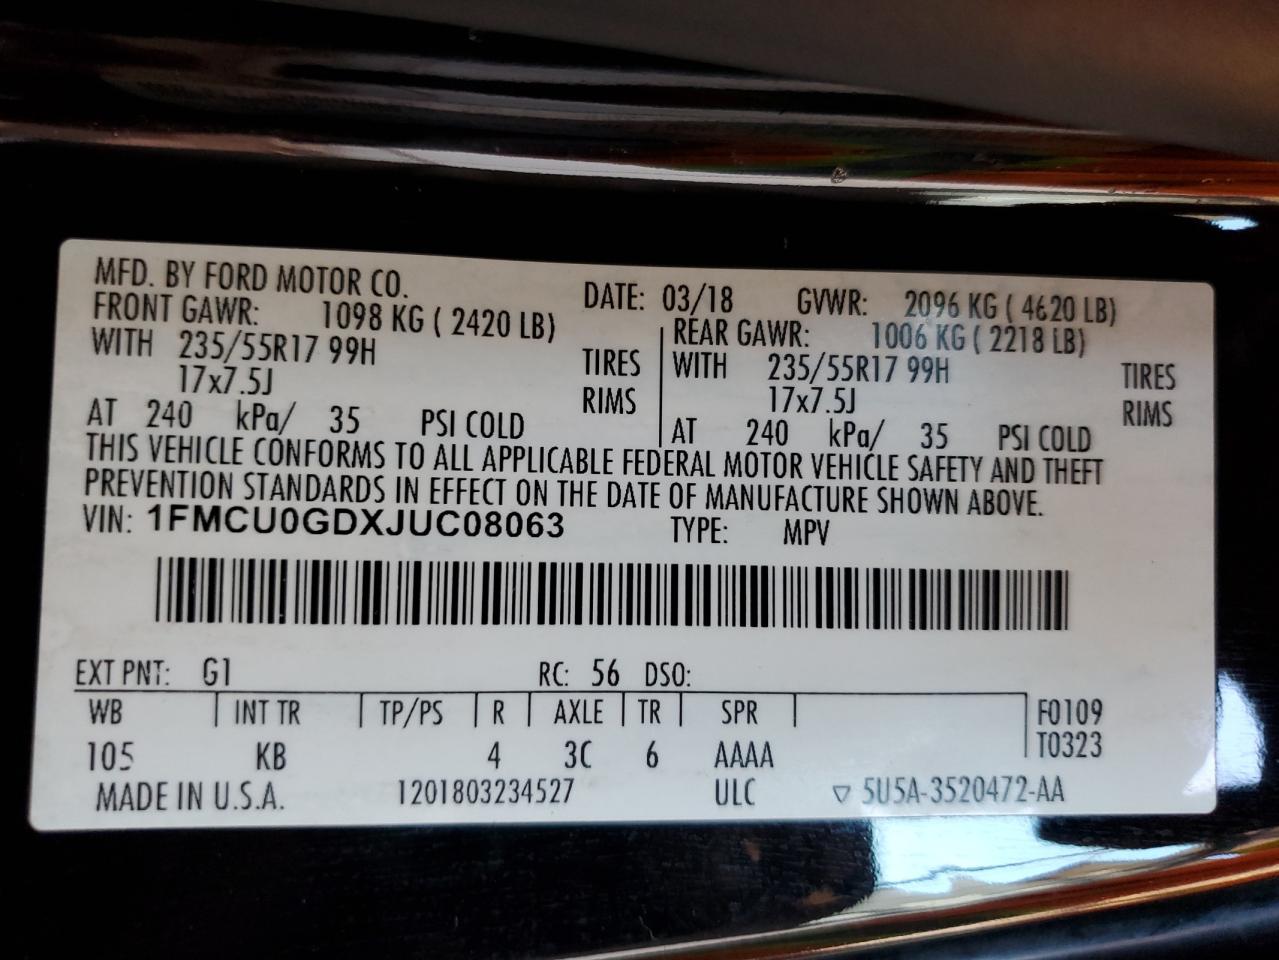 MFD. BY FORD MOTOR CO.
DATE: 03/18 GVWR: 2096 KG ( 4620 LB)
FRONT GAWR: 1098 KG ( 2420 LB) REAR GAWR: 1006 KG ( 2218 LB)
WITH 235/55R17 99H TIRES WITH 235/55R17 99H TIRES
17x7.5J RIMS 17x7.5J RIMS
AT 240 kPa/ 35 PSI COLD AT 240 kPa/ 35 PSI COLD
THIS VEHICLE CONFORMS TO ALL APPLICABLE FEDERAL MOTOR VEHICLE SAFETY AND THEFT
PREVENTION STANDARDS IN EFFECT ON THE DATE OF MANUFACTURE SHOWN ABOVE.
VIN: 1FMCU0GDXJUC08063 TYPE: MPV
EXT PNT: G1 RC: 56 DSO:
WB INT TR TP/PS R AXLE TR SPR F0109
105 KB 4 3C 6 AAAA T0323
MADE IN U.S.A. 1201803234527 ULC ▽ 5U5A-3520472-AA